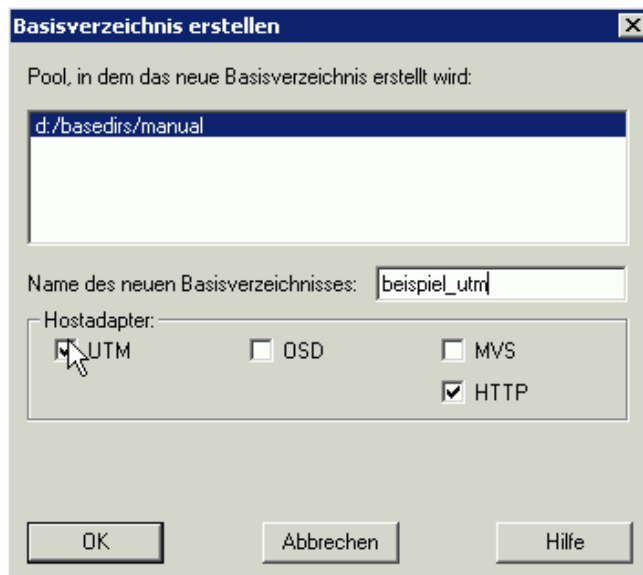 Basisverzeichnis erstellen
Pool, in dem das neue Basisverzeichnis erstellt wird:
d:/basedirs/manual
Name des neuen Basisverzeichnisses: beispiel_utm
Hostadapter:
UTM OSD MVS
HTTP
OK Abbrechen Hilfe